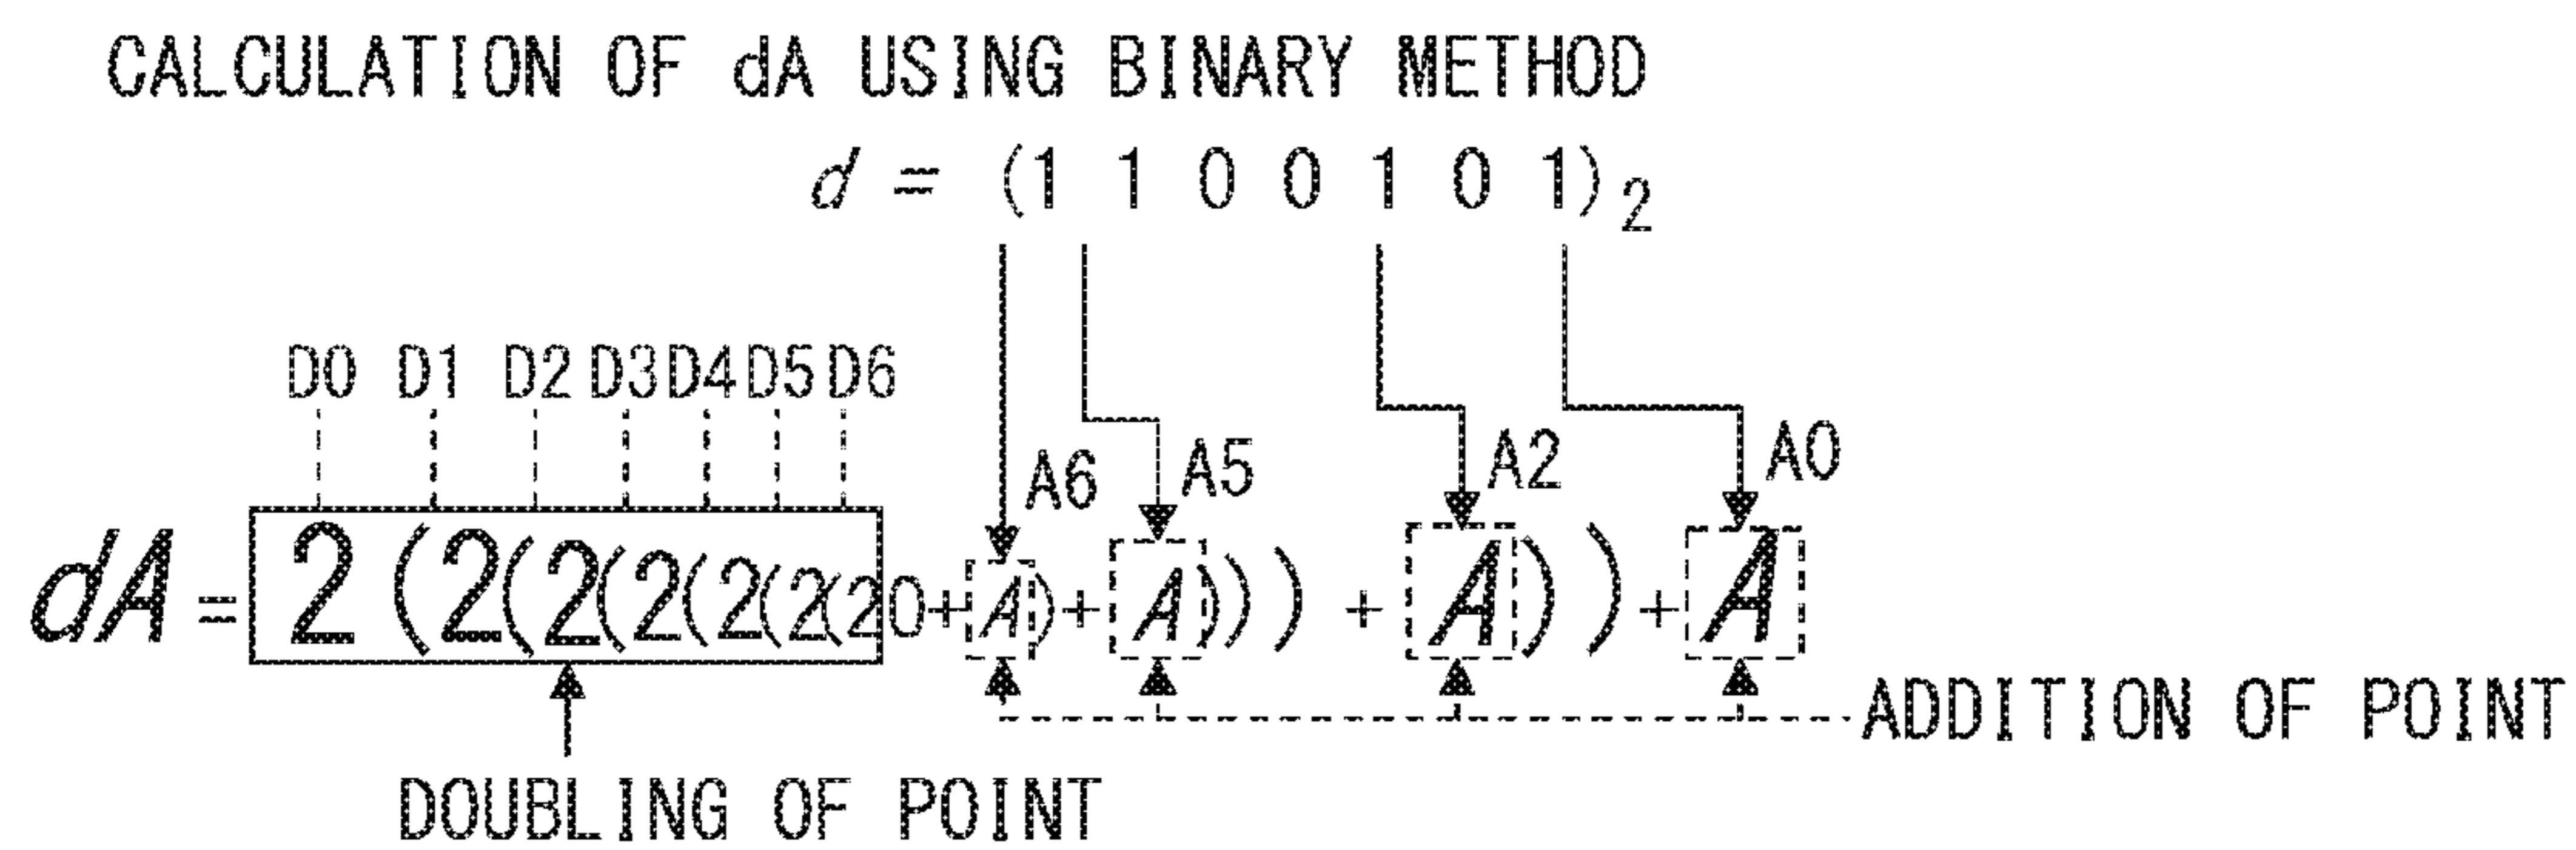 CALCULATION OF dA USING BINARY METHOD
d = (1 1 0 0 1 0 1)2
D0 D1 D2 D3 D4 D5 D6
A6 A5 A2 A0
dA = 2(2(2(2(2(2(20+A)+A))) + A))+A
ADDITION OF POINT
DOUBLING OF POINT